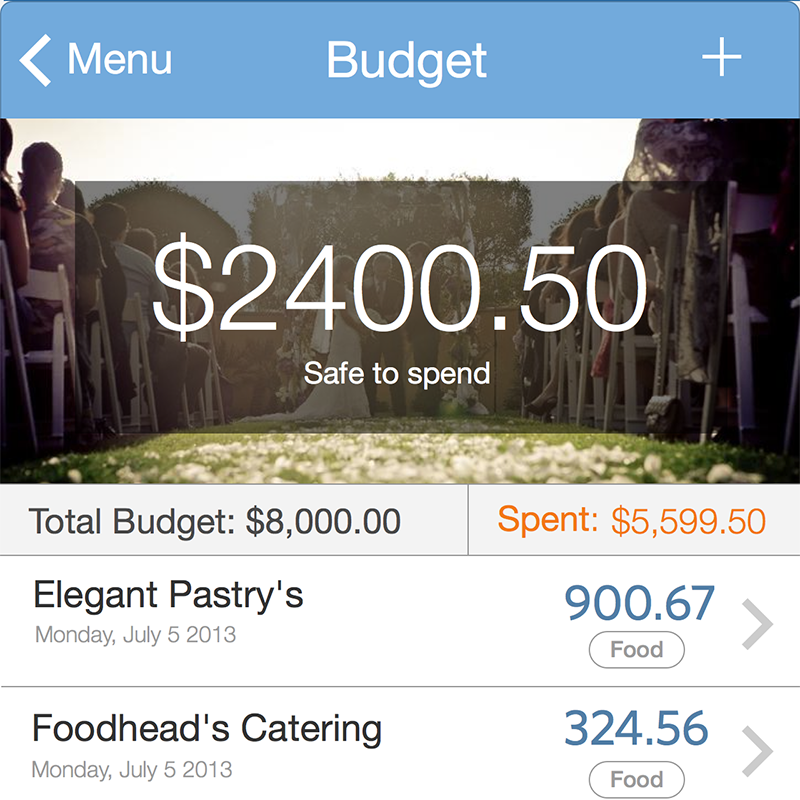 Menu
Budget
+
$2400.50
Safe to spend
Total Budget: $8,000.00
Spent: $5,599.50
Elegant Pastry's
900.67
Monday, July 5 2013
Food
Foodhead's Catering
324.56
Monday, July 5 2013
Food